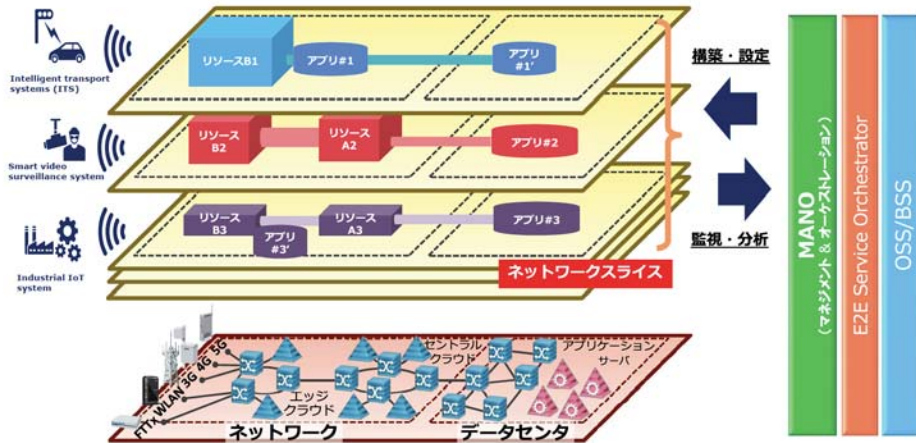 Intelligent transport
systems (ITS)
リソースB1
アプリ#1
アプリ
#1'
構築・設定
Smart video
surveillance system
リソース
B2
リソース
A2
アプリ#2
Industrial IoT
system
リソース
B3
アプリ
#3'
リソース
A3
アプリ#3
監視・分析
ネットワークスライス
FTTx WLAN 3G 4G 5G
エッジ
クラウド
セントラル
クラウド
アプリケーション
サーバ
ネットワーク
データセンタ
MANO
(マネジメント & オーケストレーション)
E2E Service Orchestrator
OSS/BSS